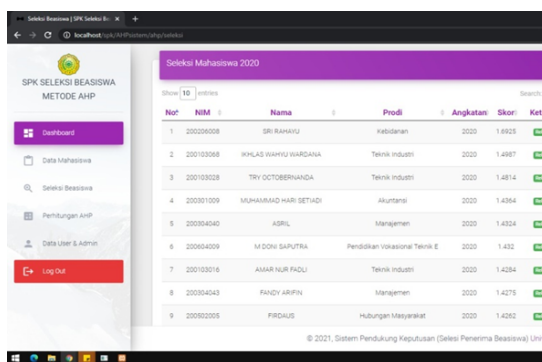 Seleksi Beasiswa | SPK Seleksi Be
localhost/spk/AHPsistem/ahp/seleksi
SPK SELEKSI BEASISWA
METODE AHP
Dashboard
Data Mahasiswa
Seleksi Beasiswa
Perhitungan AHP
Data User & Admin
Log Out
Seleksi Mahasiswa 2020
Show 10 entries Search:
No NIM Nama Prodi Angkatan Skor Ket
1 200206008 SRI RAHAYU Kebidanan 2020 1.6925
2 200103068 IKHLAS WAHYU WARDANA Teknik Industri 2020 1.4987
3 200103028 TRY OCTOBERNANDA Teknik Industri 2020 1.4814
4 200301009 MUHAMMAD HARI SETIADI Akuntansi 2020 1.4364
5 200304040 ASRIL Manajemen 2020 1.4324
6 200604009 M.DONI SAPUTRA Pendidikan Vokasional Teknik E 2020 1.432
7 200103016 AMAR NUR FADLI Teknik Industri 2020 1.4284
8 200304043 FANDY ARIFIN Manajemen 2020 1.4275
9 200502005 FIRDAUS Hubungan Masyarakat 2020 1.4262
© 2021, Sistem Pendukung Keputusan (Selesi Penerima Beasiswa) Uni